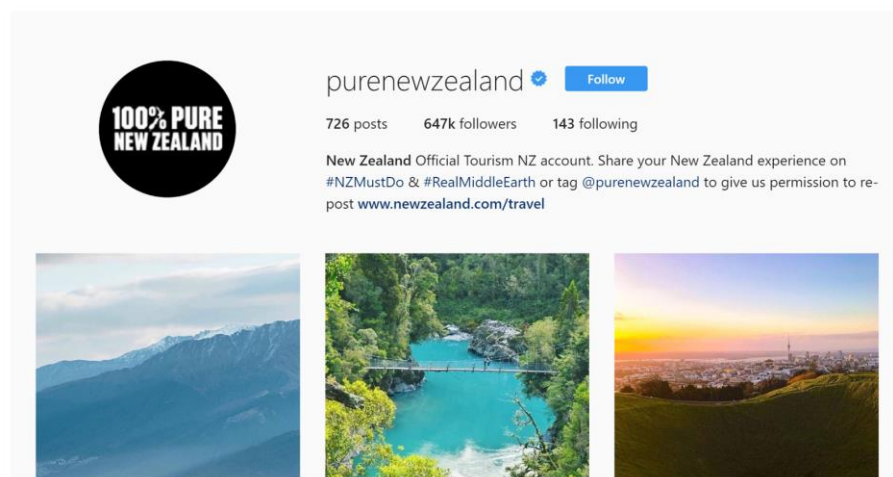 100% PURE
NEW ZEALAND
purenewzealand
Follow
726 posts 647k followers 143 following
New Zealand Official Tourism NZ account. Share your New Zealand experience on
#NZMustDo & #RealMiddleEarth or tag @purenewzealand to give us permission to re-
post www.newzealand.com/travel